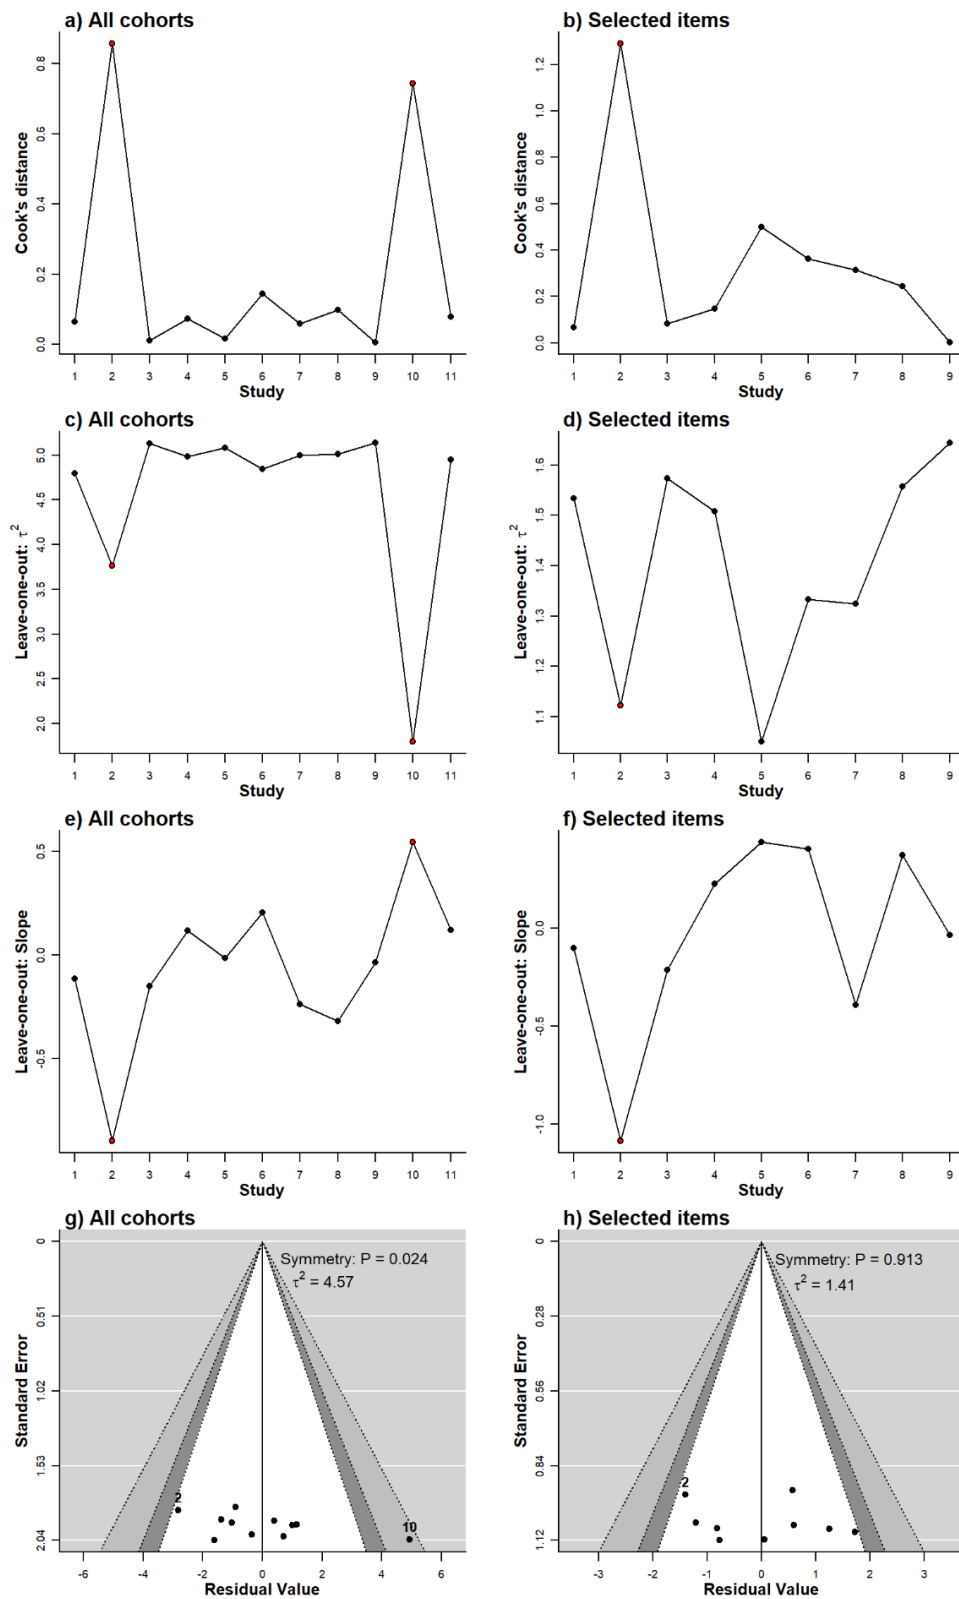 a) All cohorts
Cook's distance
0.8
0.6
0.4
0.2
0.0
1 2 3 4 5 6 7 8 9 10 11
Study
b) Selected items
Cook's distance
1.2
1.0
0.8
0.6
0.4
0.2
0.0
1 2 3 4 5 6 7 8 9
Study
c) All cohorts
Leave-one-out: τ²
5.0
4.5
4.0
3.5
3.0
2.5
2.0
1 2 3 4 5 6 7 8 9 10 11
Study
d) Selected items
Leave-one-out: τ²
1.6
1.5
1.4
1.3
1.2
1.1
1 2 3 4 5 6 7 8 9
Study
e) All cohorts
Leave-one-out: Slope
0.5
0.0
-0.5
1 2 3 4 5 6 7 8 9 10 11
Study
f) Selected items
Leave-one-out: Slope
0.0
-0.5
-1.0
1 2 3 4 5 6 7 8 9
Study
g) All cohorts
Standard Error
0
0.51
1.02
1.53
2.04
Symmetry: P = 0.024
τ² = 4.57
2
10
-6 -4 -2 0 2 4 6
Residual Value
h) Selected items
Standard Error
0
0.28
0.56
0.84
1.12
Symmetry: P = 0.913
τ² = 1.41
2
-3 -2 -1 0 1 2 3
Residual Value